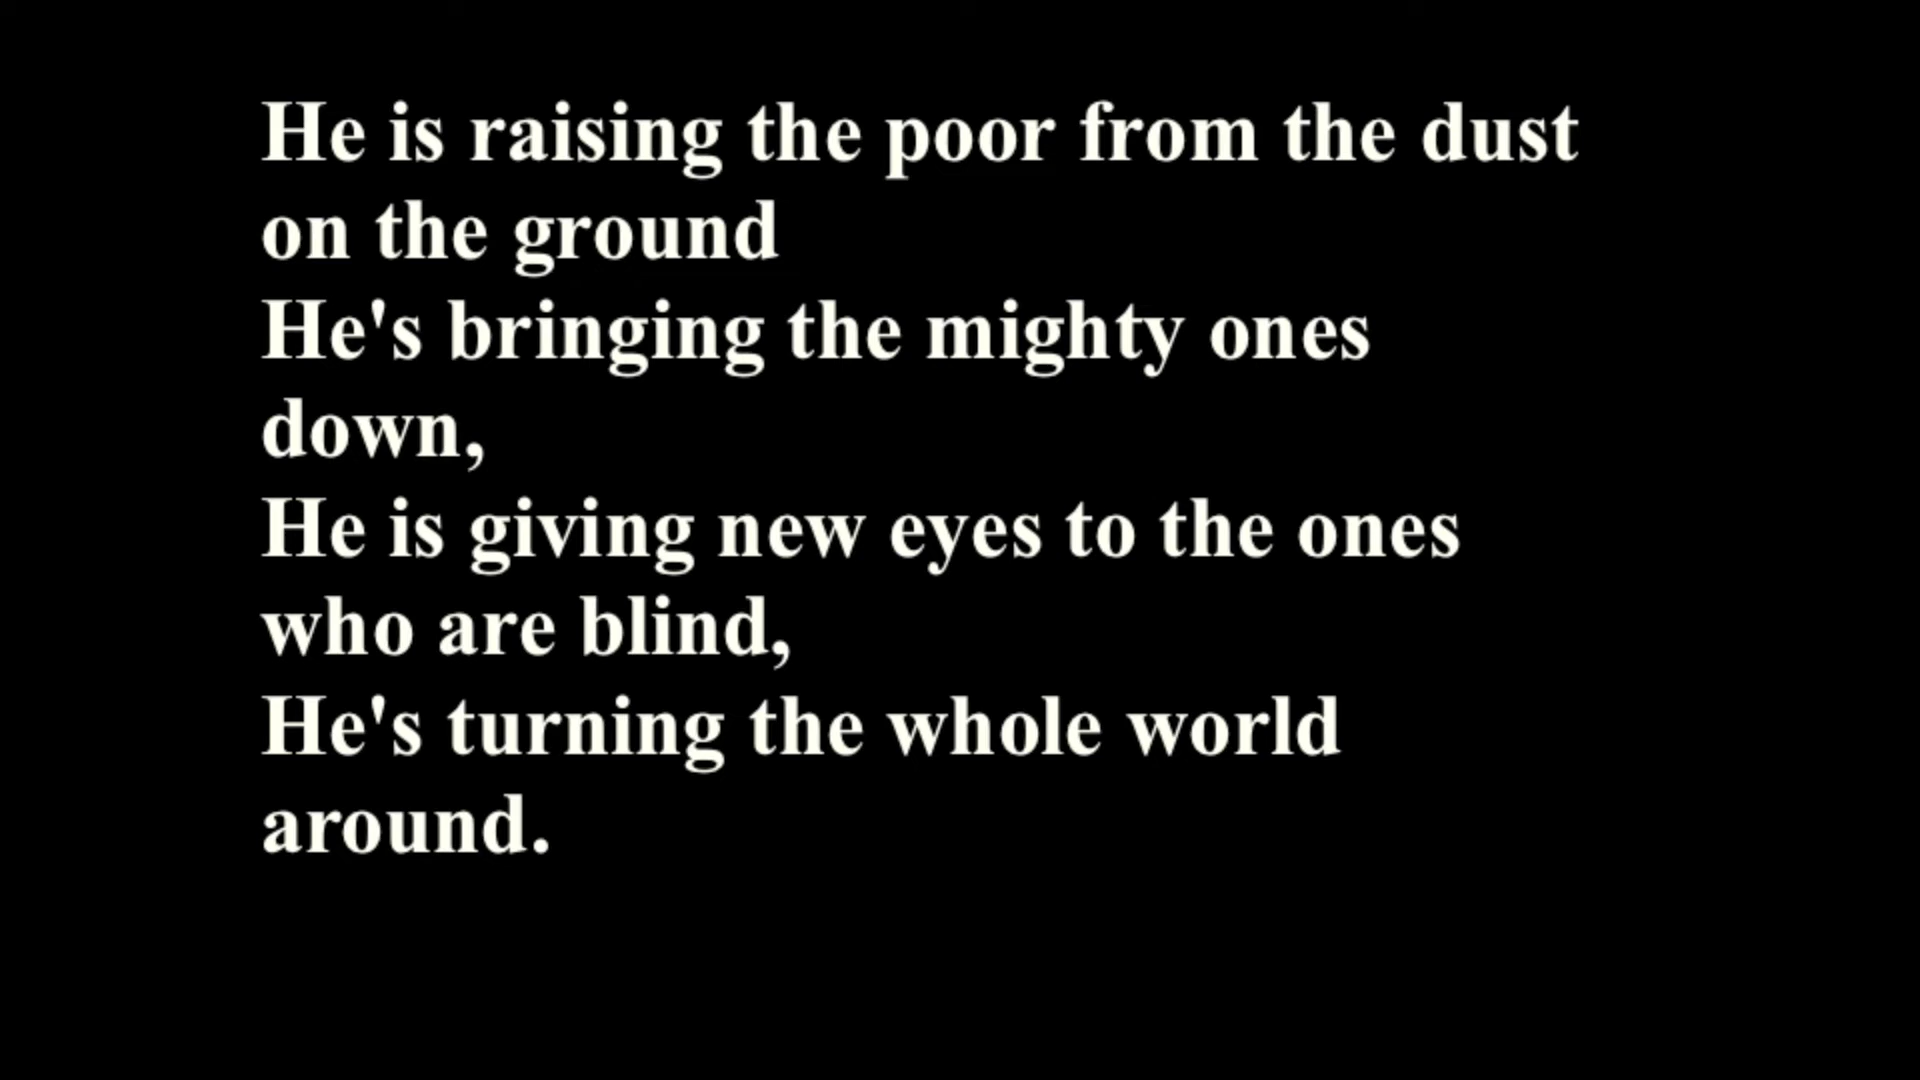 He is raising the poor from the dust
on the ground
He's bringing the mighty ones
down,
He is giving new eyes to the ones
who are blind,
He's turning the whole world
around.